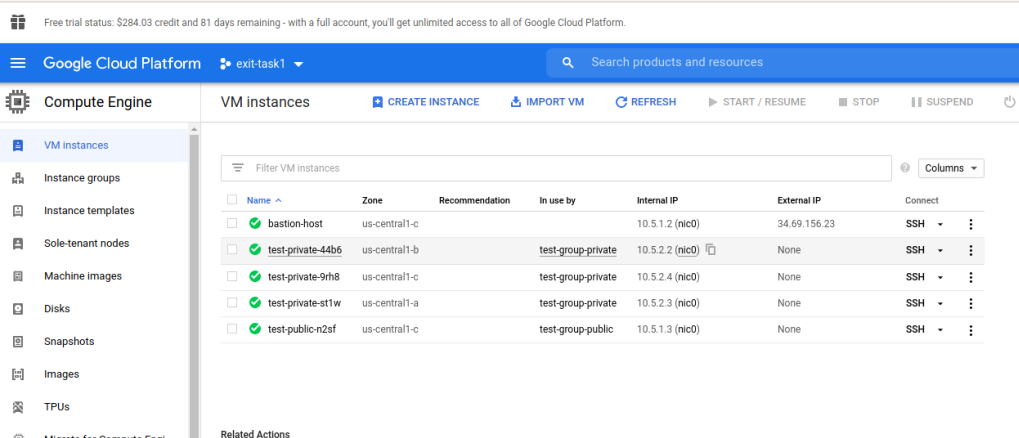 Free trial status: $284.03 credit and 81 days remaining - with a full account, you'll get unlimited access to all of Google Cloud Platform.
Google Cloud Platform exit-task1 Search products and resources
Compute Engine VM instances CREATE INSTANCE IMPORT VM REFRESH START / RESUME STOP SUSPEND
VM instances
Instance groups
Instance templates
Sole-tenant nodes
Machine images
Disks
Snapshots
Images
TPUs
Filter VM instances Columns
Name Zone Recommendation In use by Internal IP External IP Connect
bastion-host us-central1-c 10.5.1.2 (nic0) 34.69.156.23 SSH
test-private-44b6 us-central1-b test-group-private 10.5.2.2 (nic0) None SSH
test-private-9rh8 us-central1-c test-group-private 10.5.2.4 (nic0) None SSH
test-private-st1w us-central1-a test-group-private 10.5.2.3 (nic0) None SSH
test-public-n2sf us-central1-c test-group-public 10.5.1.3 (nic0) None SSH
Related Actions